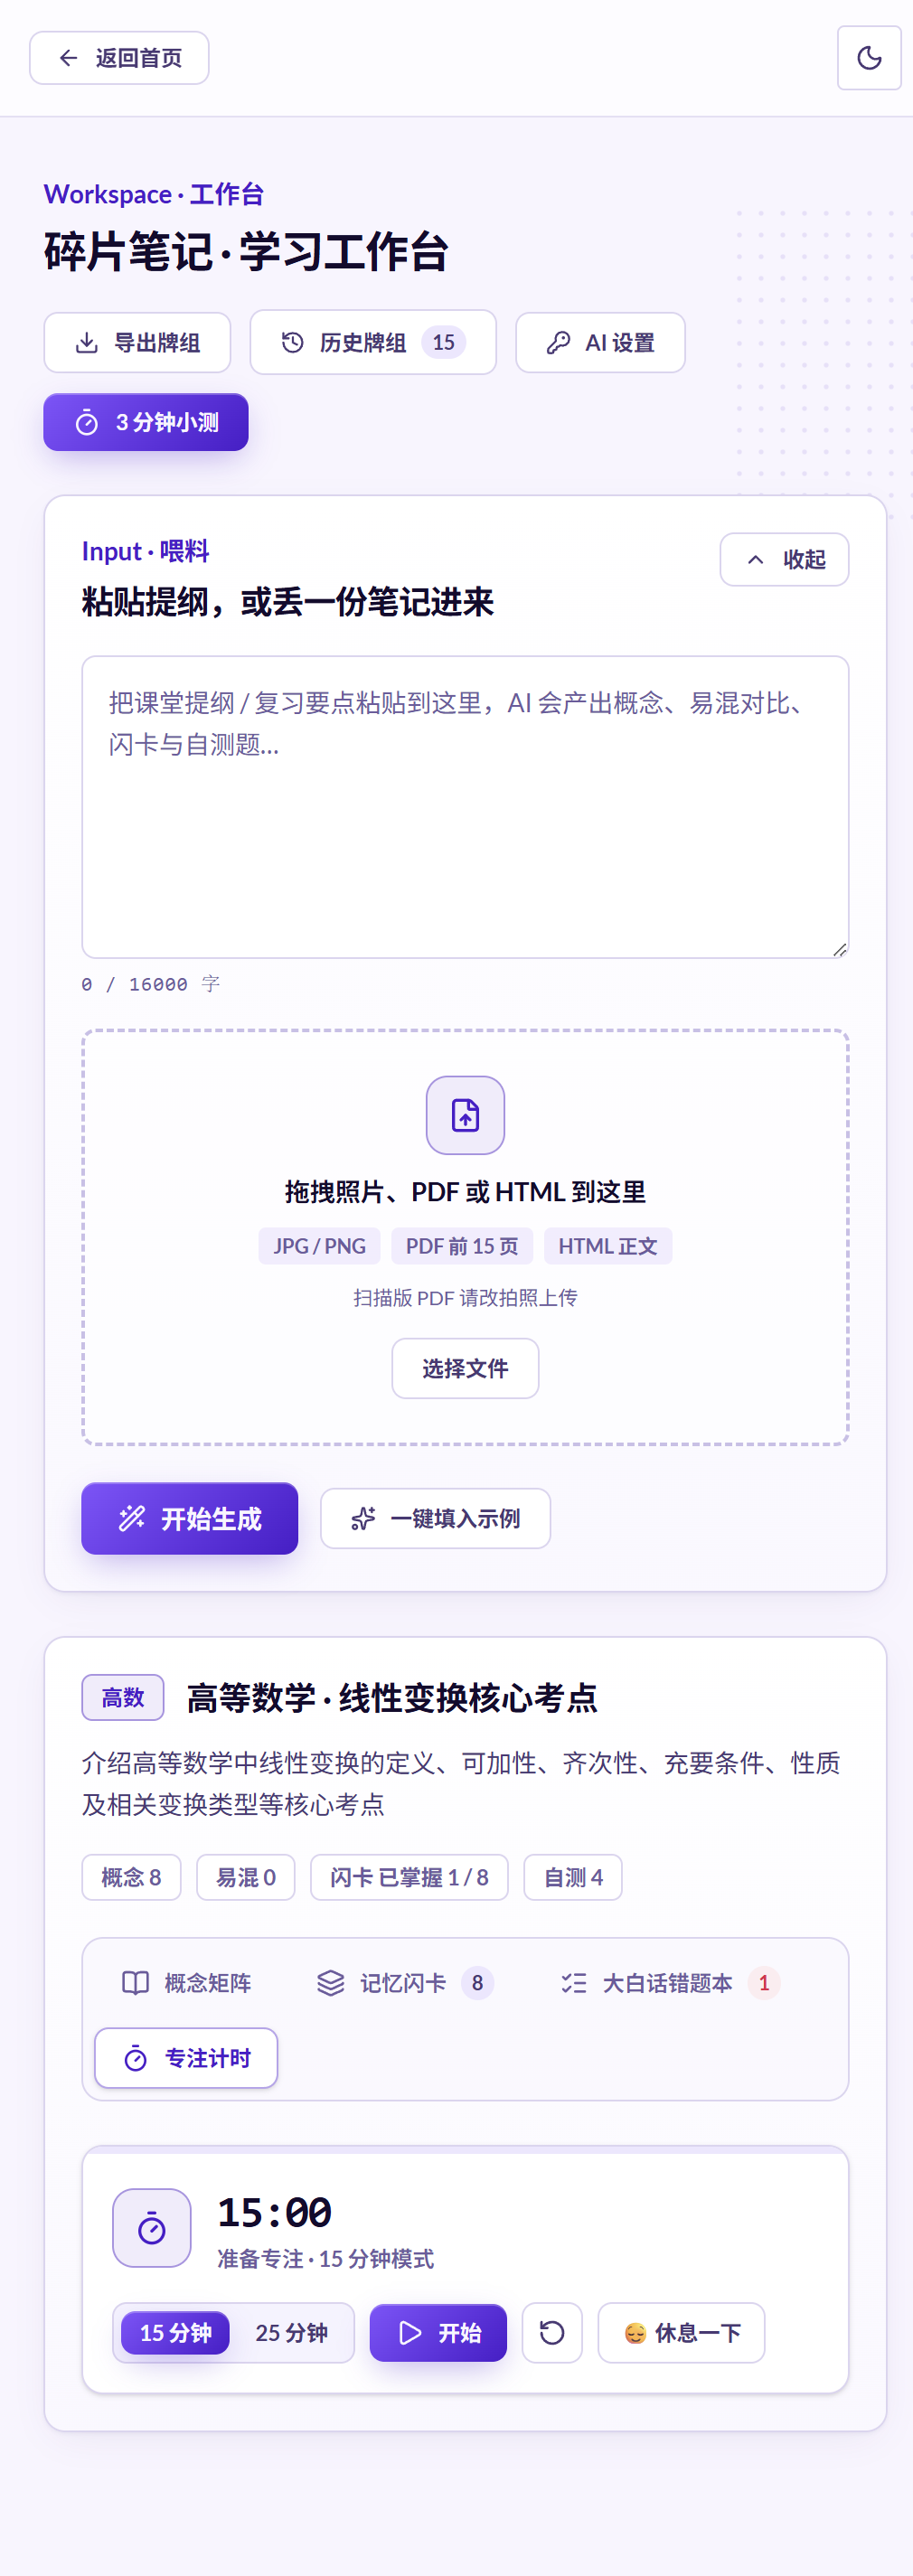 返回首页
Workspace · 工作台
碎片笔记 · 学习工作台
导出牌组
历史牌组 15
AI 设置
3 分钟小测
Input · 喂料
收起
粘贴提纲，或丢一份笔记进来
把课堂提纲 / 复习要点粘贴到这里，AI 会产出概念、易混对比、
闪卡与自测题...
0 / 16000 字
拖拽照片、PDF 或 HTML 到这里
JPG / PNG
PDF 前 15 页
HTML 正文
扫描版 PDF 请改拍照上传
选择文件
开始生成
一键填入示例
高数
高等数学 · 线性变换核心考点
介绍高等数学中线性变换的定义、可加性、齐次性、充要条件、性质
及相关变换类型等核心考点
概念 8
易混 0
闪卡 已掌握 1 / 8
自测 4
概念矩阵
记忆闪卡 8
大白话错题本 1
专注计时
15:00
准备专注 · 15 分钟模式
15 分钟
25 分钟
开始
😌 休息一下